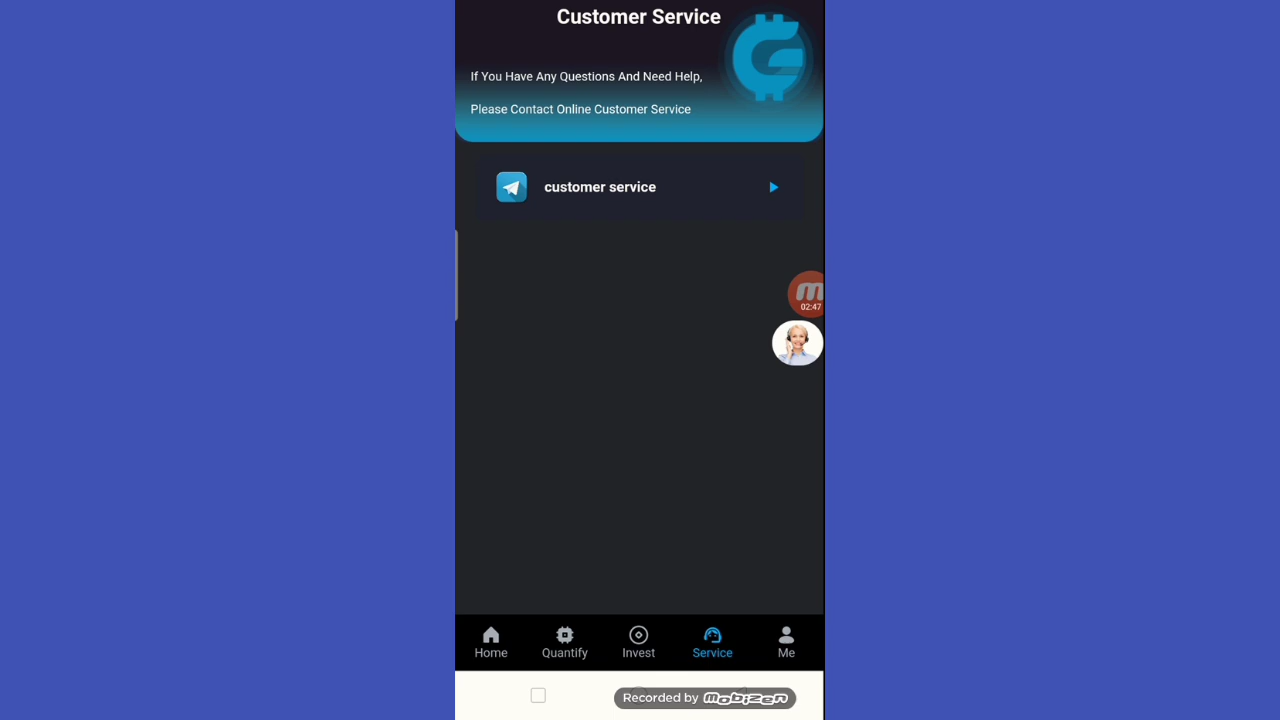 Customer Service
If You Have Any Questions And Need Help,
Please Contact Online Customer Service
customer service
02:47
Home
Quantify
Invest
Service
Me
Recorded by mobizen